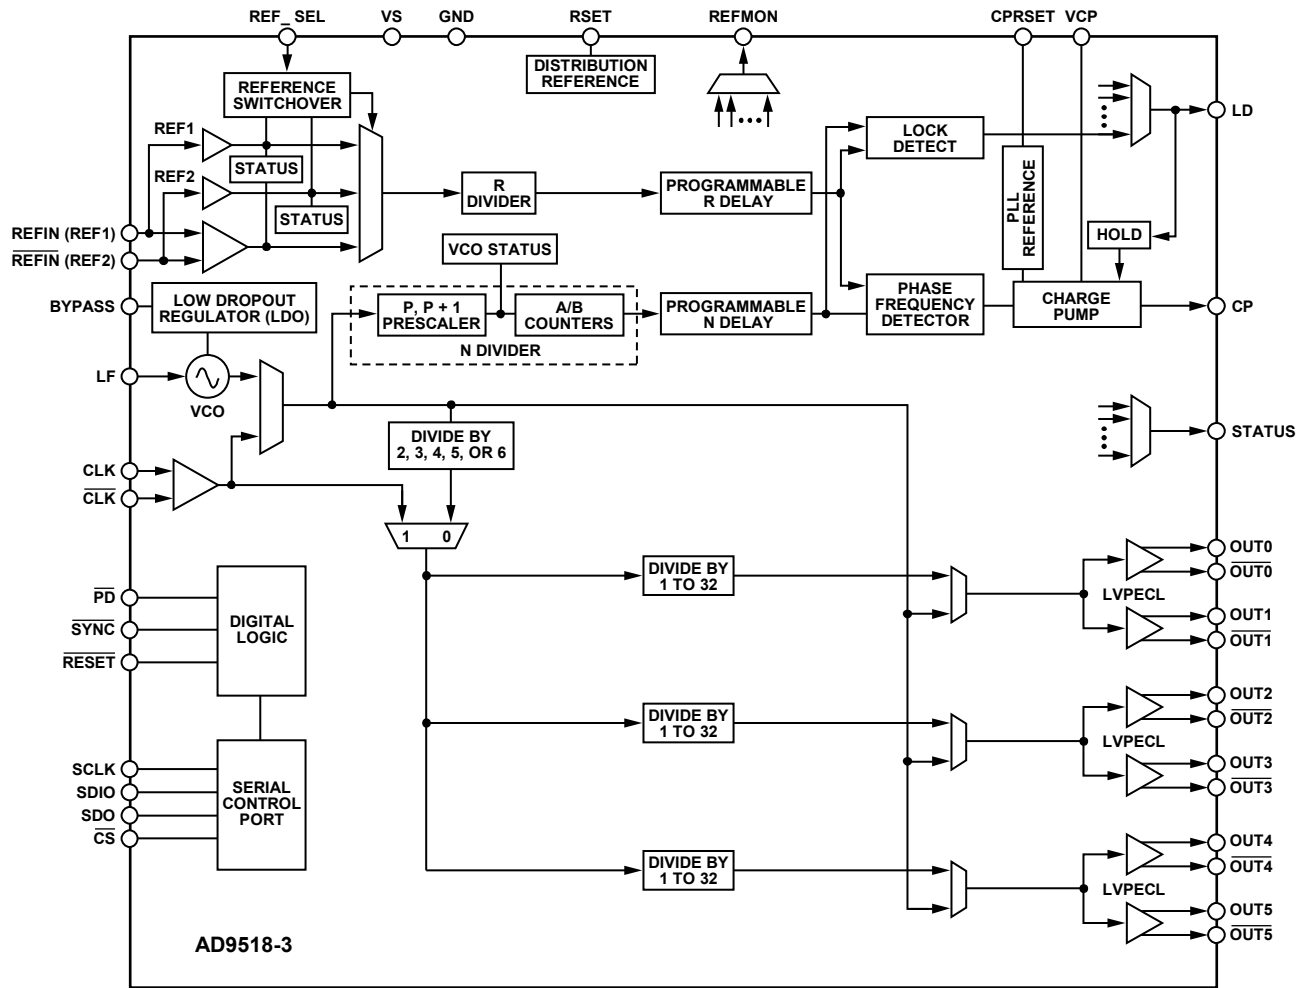 REF_ SEL
VS
GND
RSET
REFMON
CPRSET
VCP
DISTRIBUTION
REFERENCE
REFERENCE
SWITCHOVER
REF1
STATUS
REF2
STATUS
R
DIVIDER
PROGRAMMABLE
R DELAY
LOCK
DETECT
LD
PLL
REFERENCE
HOLD
REFIN (REF1)
REFIN (REF2)
BYPASS
LOW DROPOUT
REGULATOR (LDO)
VCO STATUS
P, P + 1
PRESCALER
A/B
COUNTERS
N DIVIDER
PROGRAMMABLE
N DELAY
PHASE
FREQUENCY
DETECTOR
CHARGE
PUMP
CP
LF
VCO
DIVIDE BY
2, 3, 4, 5, OR 6
STATUS
CLK
CLK
1 0
DIVIDE BY
1 TO 32
OUT0
OUT0
LVPECL
OUT1
OUT1
PD
SYNC
RESET
DIGITAL
LOGIC
DIVIDE BY
1 TO 32
OUT2
OUT2
LVPECL
OUT3
OUT3
SCLK
SDIO
SDO
CS
SERIAL
CONTROL
PORT
DIVIDE BY
1 TO 32
OUT4
OUT4
LVPECL
OUT5
OUT5
AD9518-3